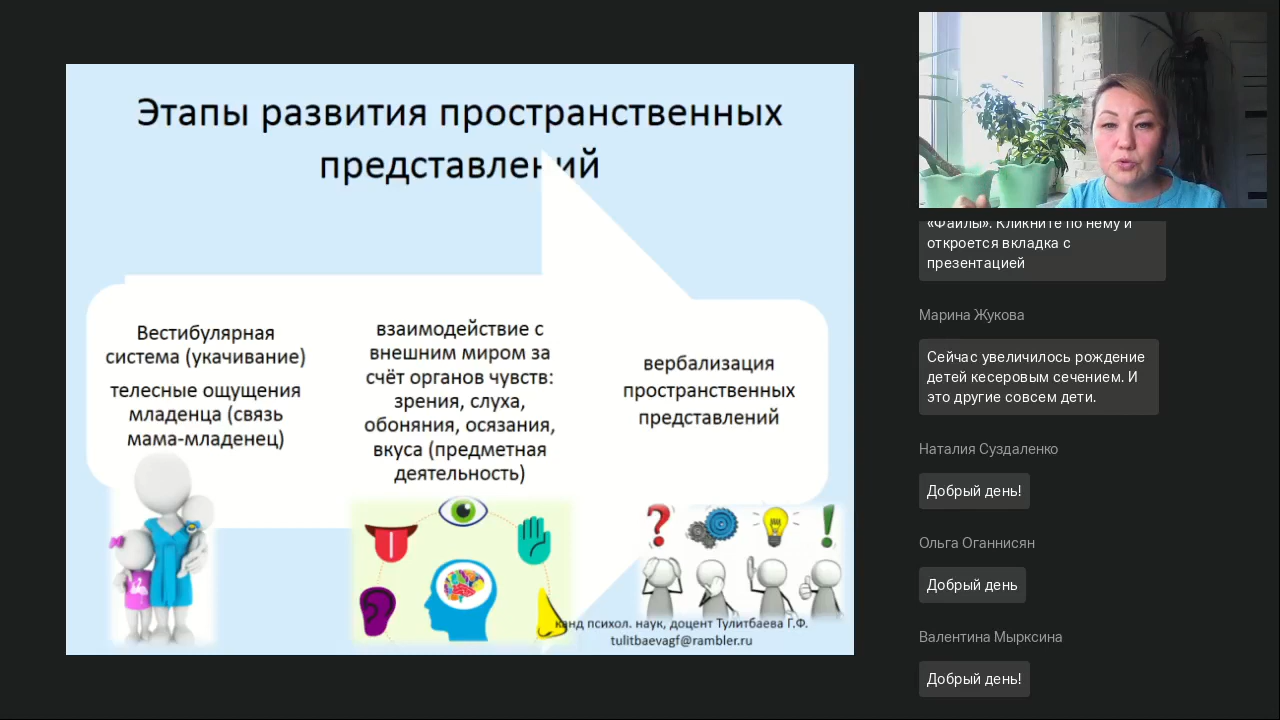 Этапы развития пространственных
представлений
Вестибулярная
система (укачивание)
телесные ощущения
младенца (связь
мама-младенец)
взаимодействие с
внешним миром за
счёт органов чувств:
зрения, слуха,
обоняния, осязания,
вкуса (предметная
деятельность)
вербализация
пространственных
представлений
канд психол. наук, доцент Тулитбаева Г.Ф.
tulitbaevagf@rambler.ru
«Файлы». Кликните по нему и
откроется вкладка с
презентацией
Марина Жукова
Сейчас увеличилось рождение
детей кесеровым сечением. И
это другие совсем дети.
Наталия Суздаленко
Добрый день!
Ольга Оганнисян
Добрый день
Валентина Мырксина
Добрый день!